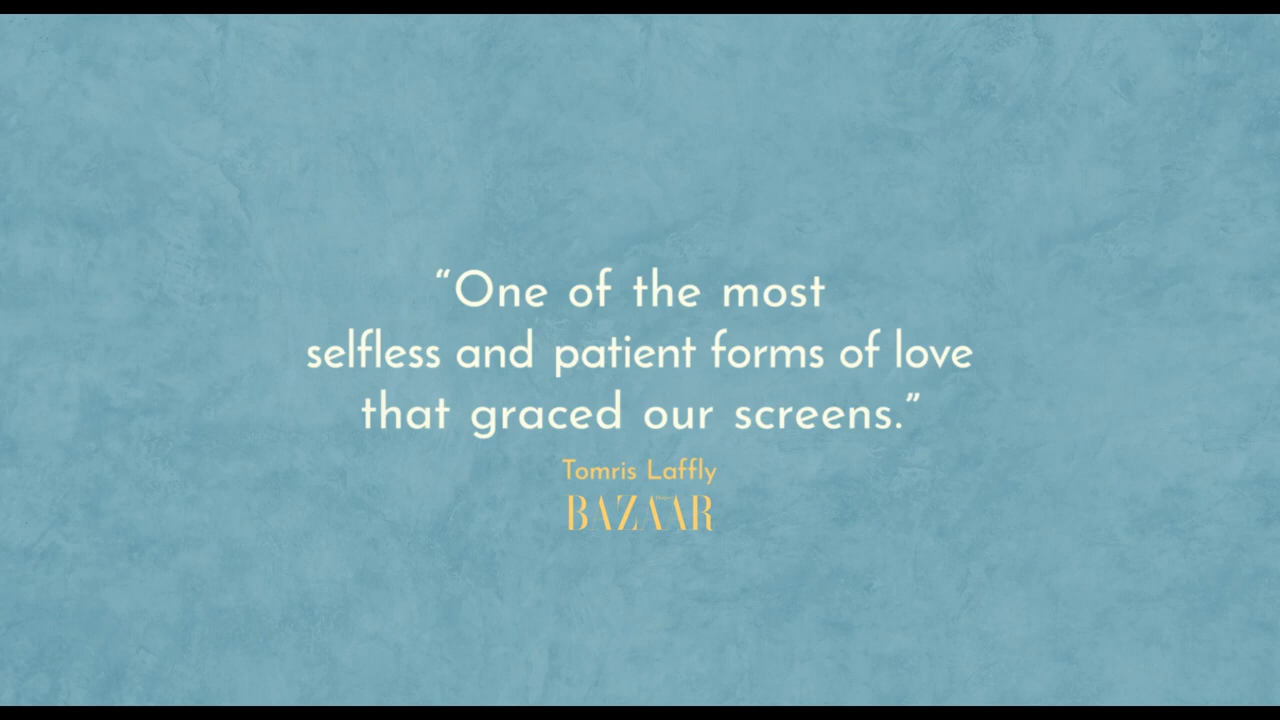 “One of the most
selfless and patient forms of love
that graced our screens.”
Tomris Laffly
BAZAAR